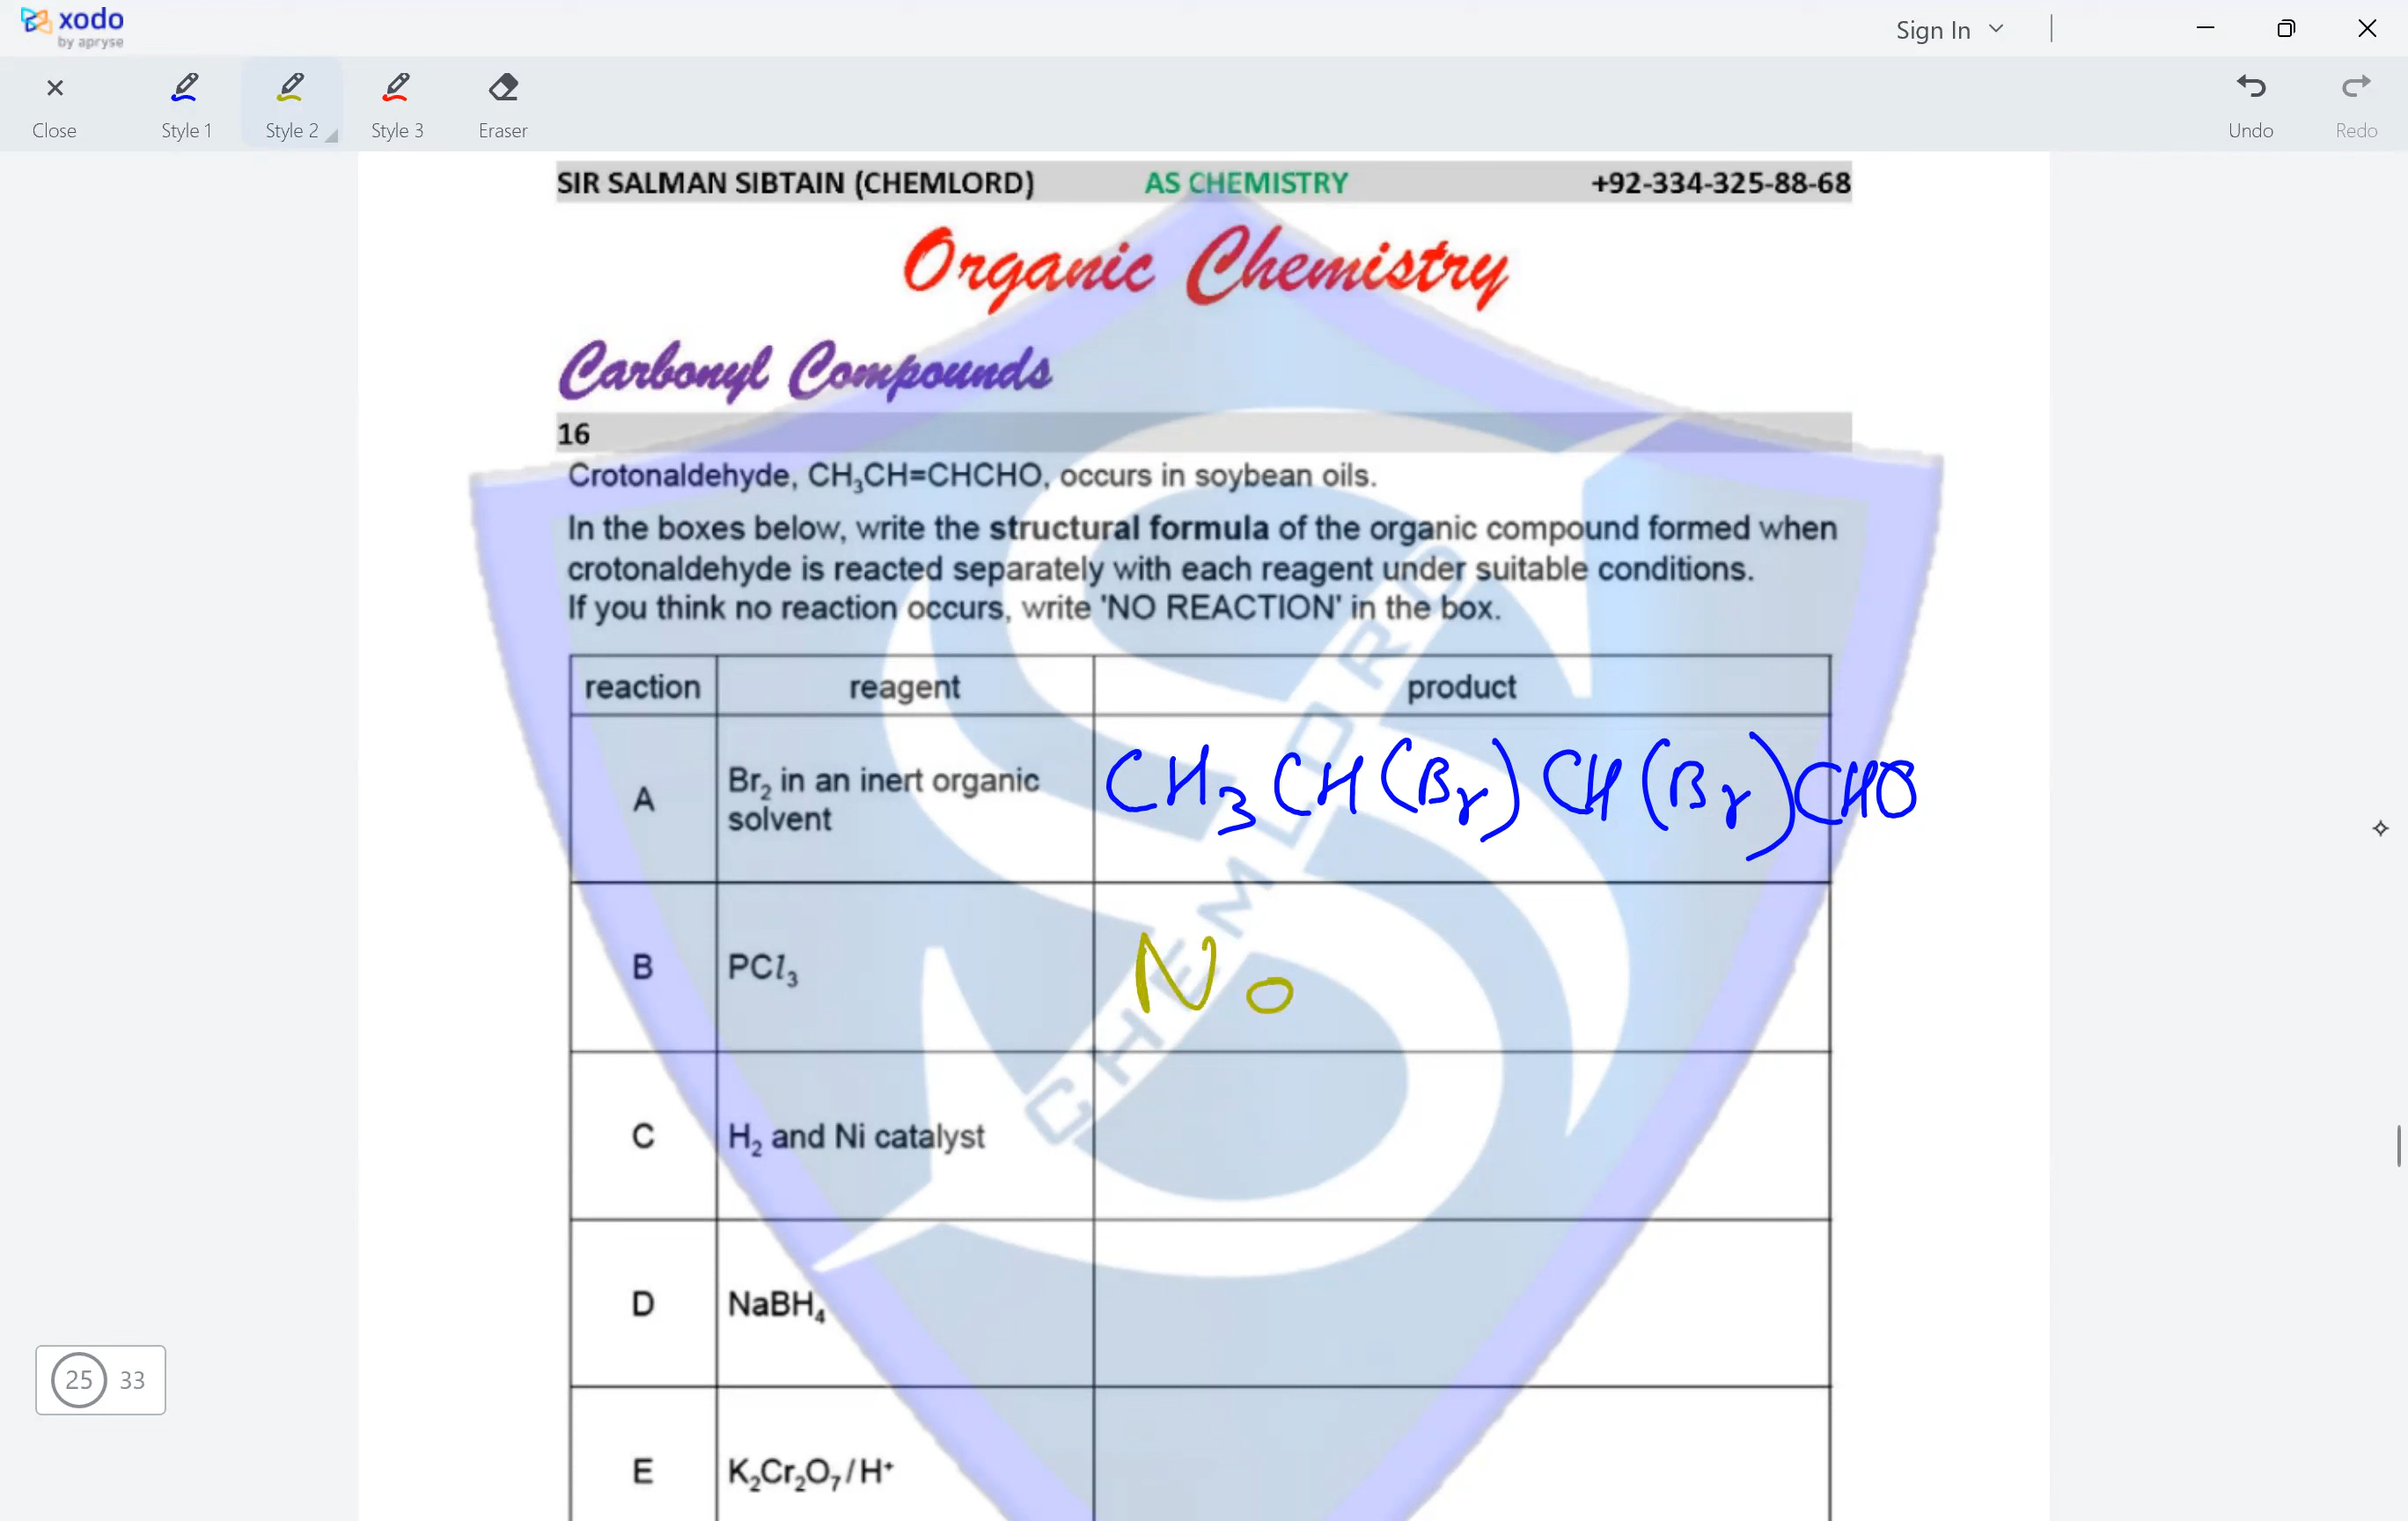 xodo
by apryse
Sign In
Close
Style 1
Style 2
Style 3
Eraser
Undo
Redo
SIR SALMAN SIBTAIN (CHEMLORD) AS CHEMISTRY +92-334-325-88-68
Organic Chemistry
Carbonyl Compounds
16
Crotonaldehyde, CH₃CH=CHCHO, occurs in soybean oils.
In the boxes below, write the structural formula of the organic compound formed when
crotonaldehyde is reacted separately with each reagent under suitable conditions.
If you think no reaction occurs, write 'NO REACTION' in the box.
reaction reagent product
A Br₂ in an inert organic solvent CH₃CH(Br)CH(Br)CHO
B PCl₃ No
C H₂ and Ni catalyst
D NaBH₄
E K₂Cr₂O₇/H⁺
CHEMLORD
25 33